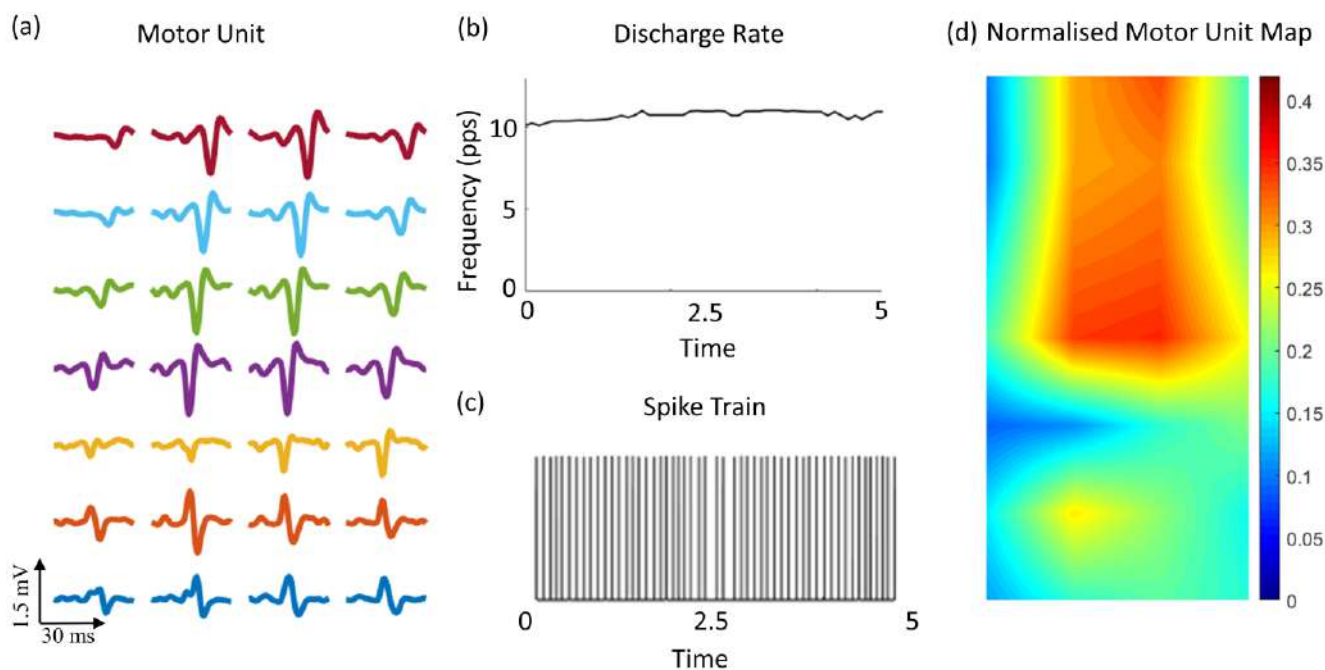 (a)
Motor Unit
1.5 mV
30 ms
(b)
Discharge Rate
Frequency (pps)
10
5
0
0 2.5 5
Time
(c)
Spike Train
0 2.5 5
Time
(d) Normalised Motor Unit Map
0.4
0.35
0.3
0.25
0.2
0.15
0.1
0.05
0